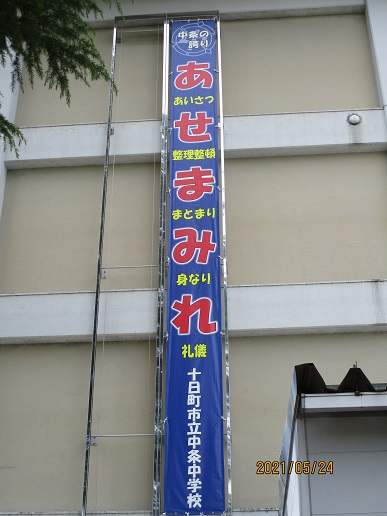 中条の
誇り
あ
あいさつ
せ
整理整頓
ま
まとまり
み
身なり
れ
礼儀
十日町市立中条中学校
2021/05/24